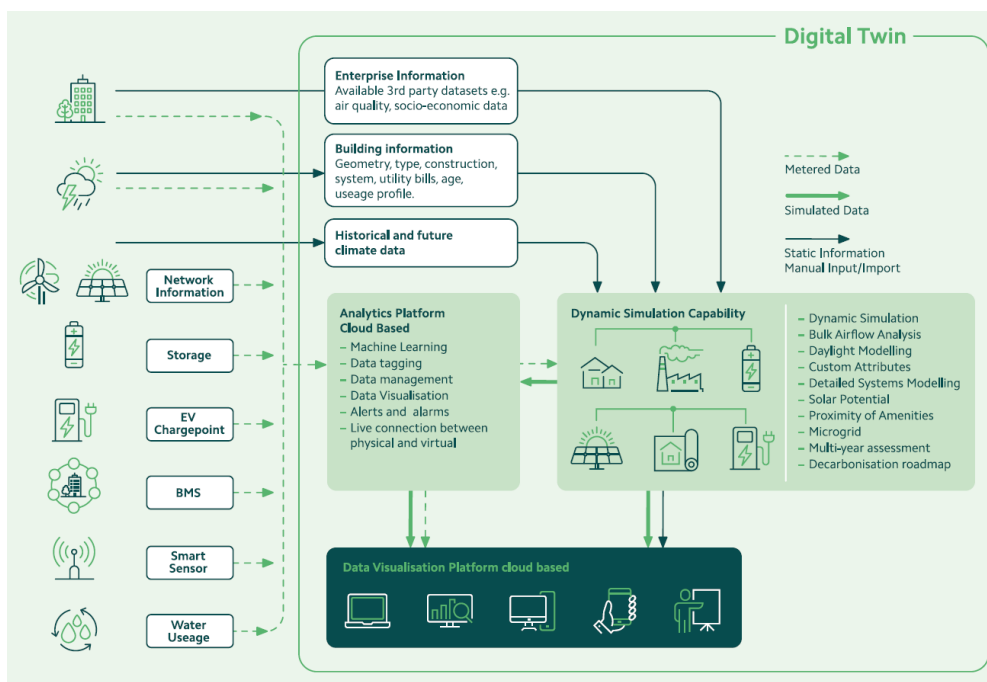 Digital Twin
Enterprise Information
Available 3rd party datasets e.g.
air quality, socio-economic data
Building information
Geometry, type, construction,
system, utility bills, age,
useage profile.
Historical and future
climate data
Metered Data
Simulated Data
Static Information
Manual Input/Import
Network
Information
Storage
EV
Chargepoint
BMS
Smart
Sensor
Water
Useage
Analytics Platform
Cloud Based
– Machine Learning
– Data tagging
– Data management
– Data Visualisation
– Alerts and alarms
– Live connection between
physical and virtual
Dynamic Simulation Capability
– Dynamic Simulation
– Bulk Airflow Analysis
– Daylight Modelling
– Custom Attributes
– Detailed Systems Modelling
– Solar Potential
– Proximity of Amenities
– Microgrid
– Multi-year assessment
– Decarbonisation roadmap
Data Visualisation Platform cloud based